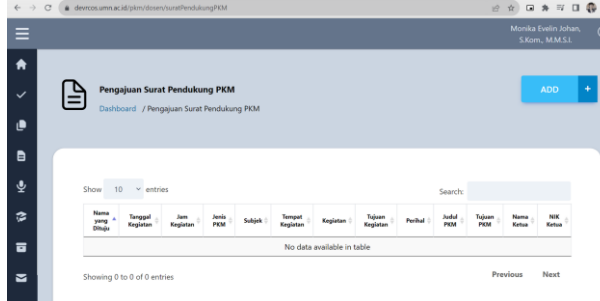 devrcos.umn.ac.id/pkm/dosen/suratPendukungPKM
Monika Evelin Johan,
S.Kom., M.M.S.I.
Pengajuan Surat Pendukung PKM
Dashboard / Pengajuan Surat Pendukung PKM
ADD +
Show 10 entries
Search:
Nama yang Dituju
Tanggal Kegiatan
Jam Kegiatan
Jenis PKM
Subjek
Tempat Kegiatan
Kegiatan
Tujuan Kegiatan
Perihal
Judul PKM
Tujuan PKM
Nama Ketua
NIK Ketua
No data available in table
Showing 0 to 0 of 0 entries
Previous Next